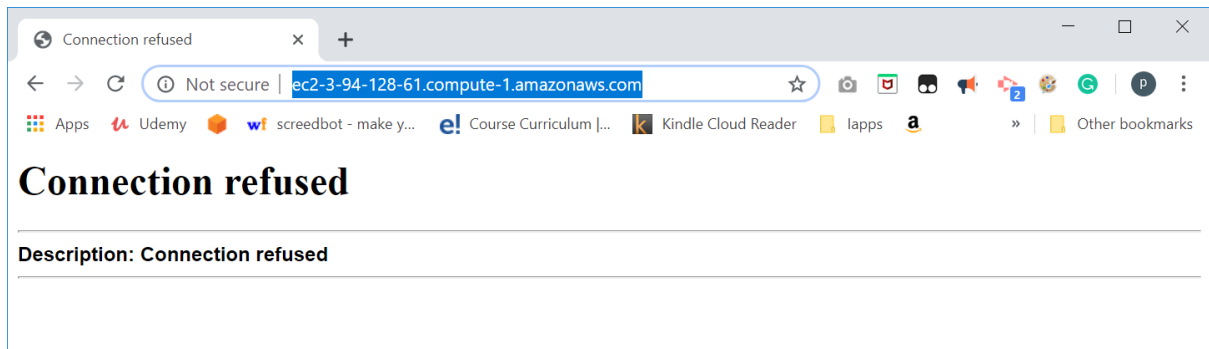 Connection refused
Not secure | ec2-3-94-128-61.compute-1.amazonaws.com
P
2
G
Apps Udemy wf screedbot - make y... e! Course Curriculum |... k Kindle Cloud Reader lapps a » Other bookmarks
Connection refused
Description: Connection refused